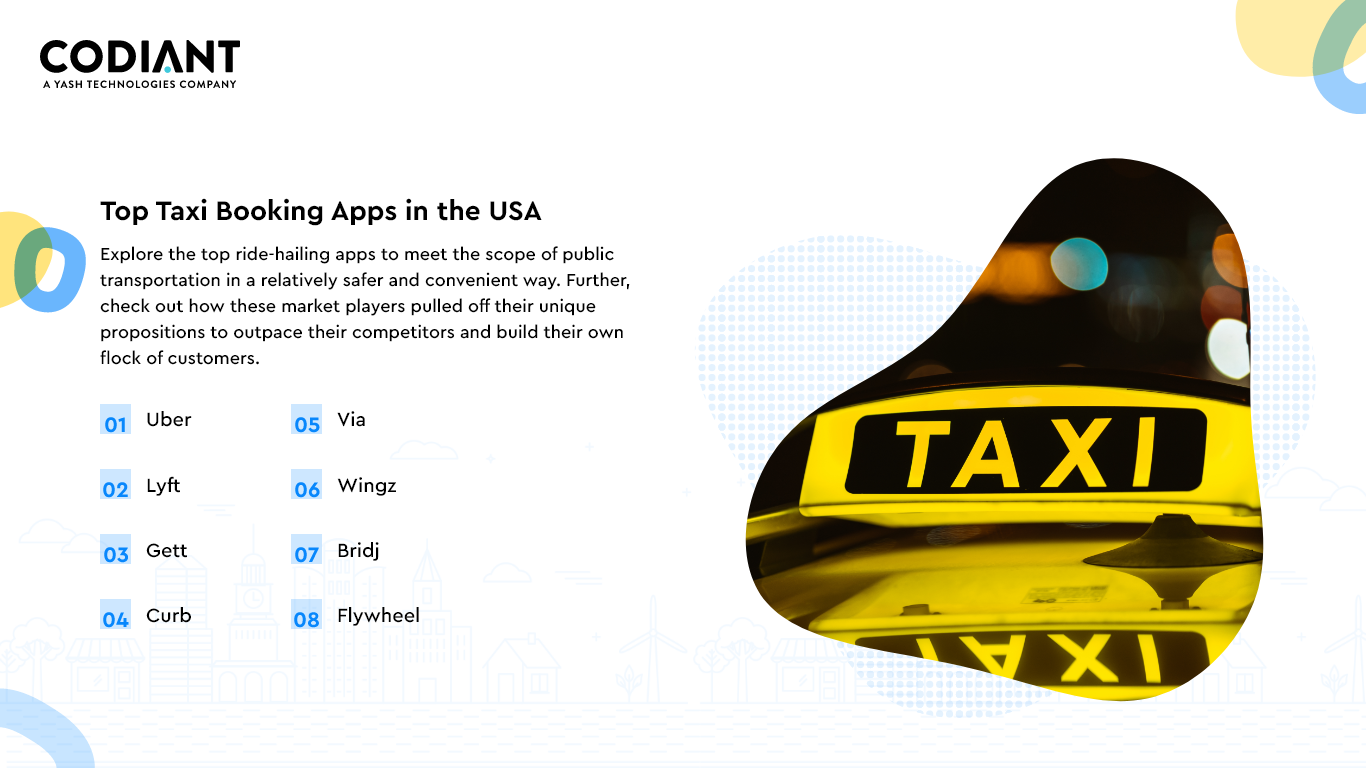 CODIANT
A YASH TECHNOLOGIES COMPANY
Top Taxi Booking Apps in the USA
Explore the top ride-hailing apps to meet the scope of public
transportation in a relatively safer and convenient way. Further,
check out how these market players pulled off their unique
propositions to outpace their competitors and build their own
flock of customers.
01 Uber
02 Lyft
03 Gett
04 Curb
05 Via
06 Wingz
07 Bridj
08 Flywheel
TAXI
TAXI